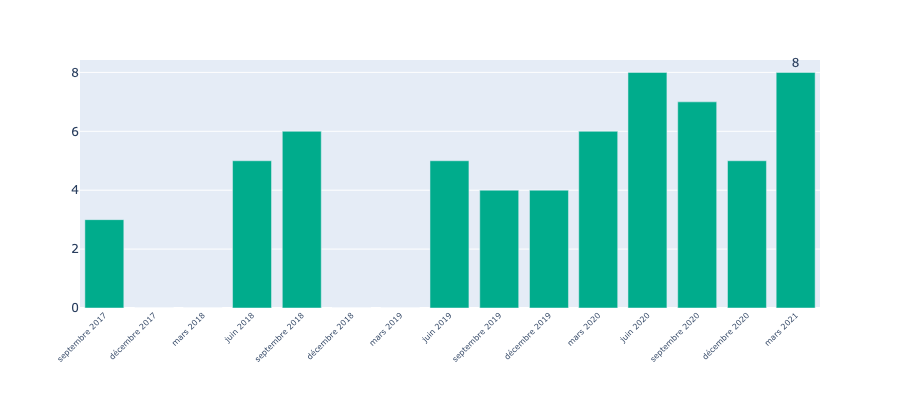 8
8
6
4
2
0
septembre 2017
décembre 2017
mars 2018
juin 2018
septembre 2018
décembre 2018
mars 2019
juin 2019
septembre 2019
décembre 2019
mars 2020
juin 2020
septembre 2020
décembre 2020
mars 2021